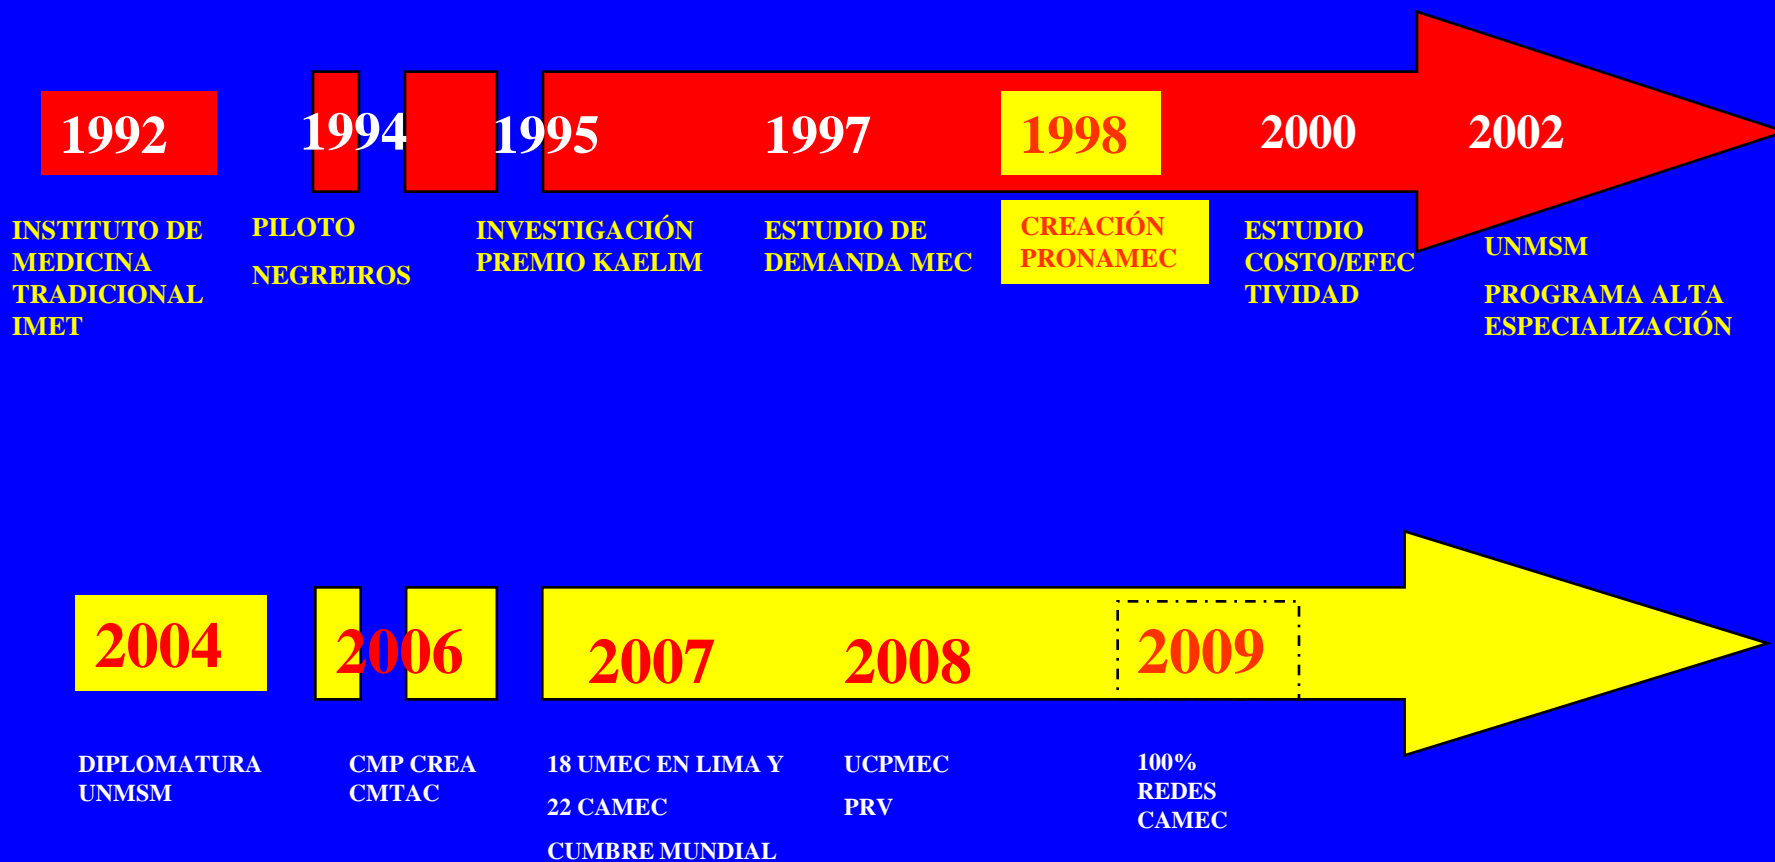 1992
1994
1995
1997
1998
2000
2002
INSTITUTO DE
MEDICINA
TRADICIONAL
IMET
PILOTO
NEGREIROS
INVESTIGACIÓN
PREMIO KAELIM
ESTUDIO DE
DEMANDA MEC
CREACIÓN
PRONAMEC
ESTUDIO
COSTO/EFEC
TIVIDAD
UNMSM
PROGRAMA ALTA
ESPECIALIZACIÓN
2004
2006
2007
2008
2009
DIPLOMATURA
UNMSM
CMP CREA
CMTAC
18 UMEC EN LIMA Y
22 CAMEC
CUMBRE MUNDIAL
UCPMEC
PRV
100%
REDES
CAMEC